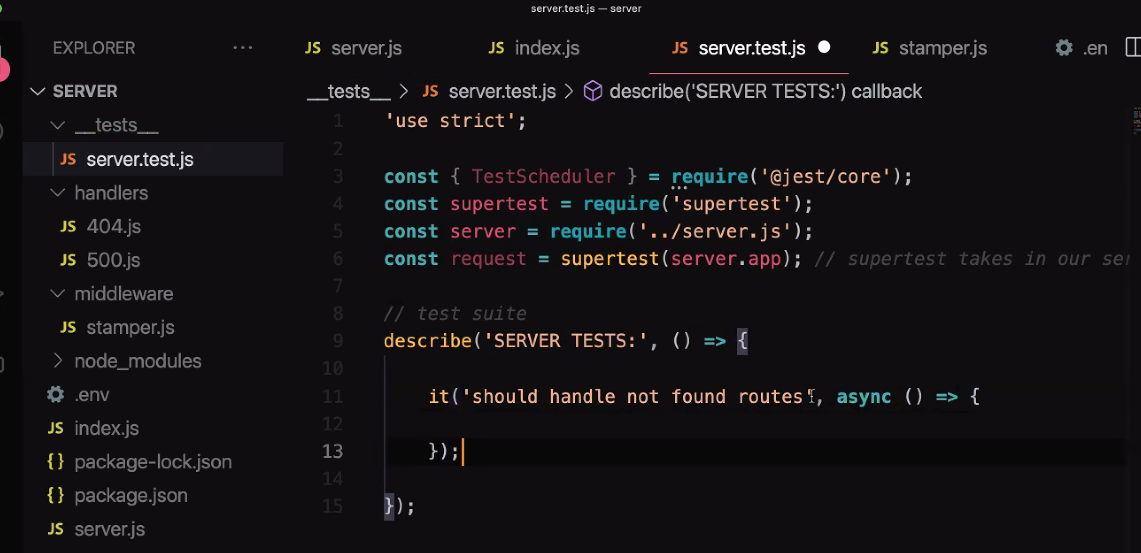 server.test.js — server
EXPLORER ...
JS server.js JS index.js JS server.test.js JS stamper.js .en
SERVER
__tests__ > JS server.test.js > describe('SERVER TESTS:') callback
__tests__
JS server.test.js
handlers
JS 404.js
JS 500.js
middleware
JS stamper.js
node_modules
.env
JS index.js
{} package-lock.json
{} package.json
JS server.js
1 'use strict';
2
3 const { TestScheduler } = require('@jest/core');
4 const supertest = require('supertest');
5 const server = require('../server.js');
6 const request = supertest(server.app); // supertest takes in our ser
7
8 // test suite
9 describe('SERVER TESTS:', () => {
10
11 it('should handle not found routes', async () => {
12
13 });
14
15 });